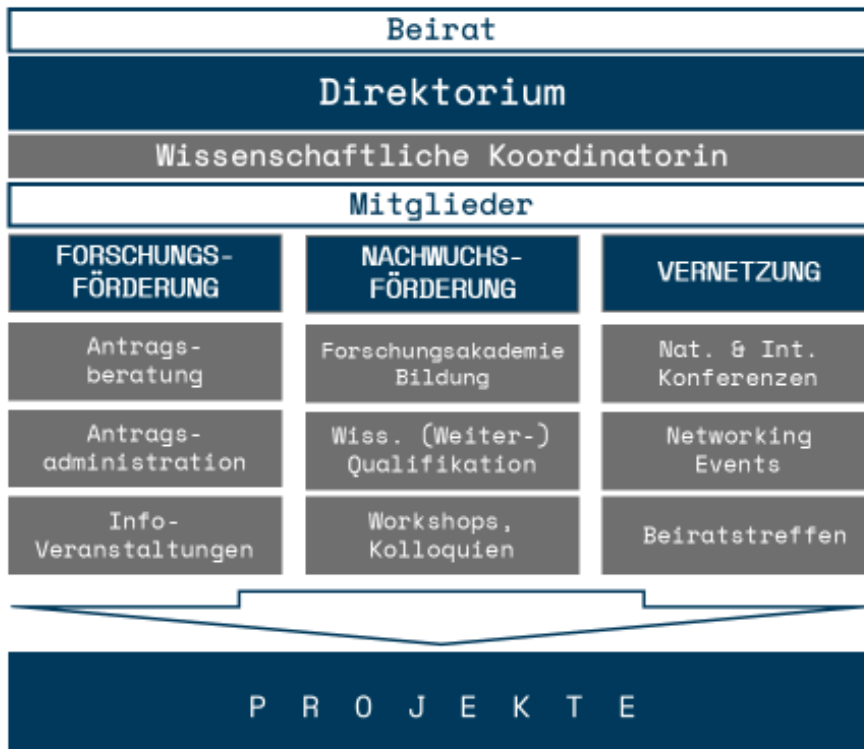 Beirat
Direktorium
Wissenschaftliche Koordinatorin
Mitglieder
FORSCHUNGS-
FÖRDERUNG
Antrags-
beratung
Antrags-
administration
Info-
Veranstaltungen
NACHWUCHS-
FÖRDERUNG
Forschungsakademie
Bildung
Wiss. (Weiter-)
Qualifikation
Workshops,
Kolloquien
VERNETZUNG
Nat. & Int.
Konferenzen
Networking
Events
Beiratstreffen
P R O J E K T E